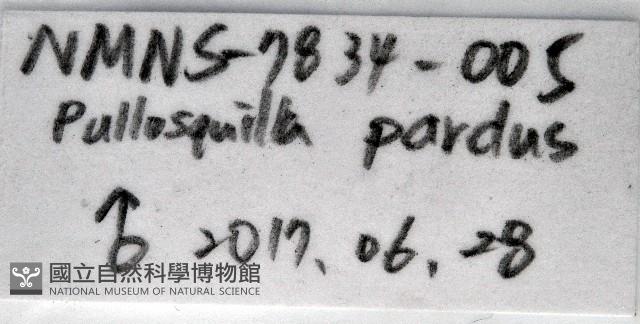 NMNS-7834-005
Pullosquilla pardus
♂ 2017.06.28
國立自然科學博物館
NATIONAL MUSEUM OF NATURAL SCIENCE